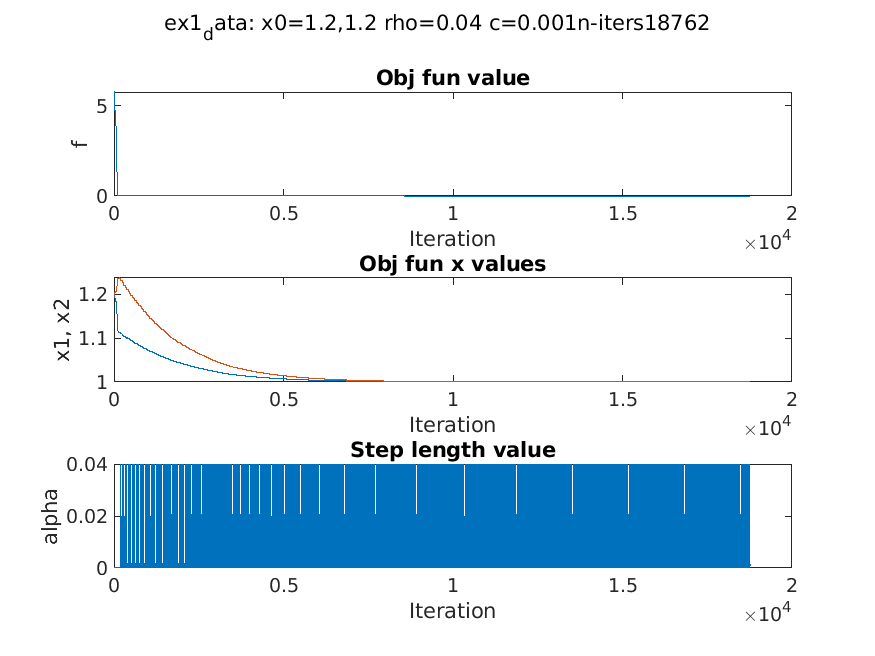 ex1_data: x0=1.2,1.2 rho=0.04 c=0.001n-iters18762
Obj fun value
5
f
0
0 0.5 1 1.5 2
Iteration
×10^4
Obj fun x values
1.2
x1, x2
1.1
1
0 0.5 1 1.5 2
Iteration
×10^4
Step length value
0.04
alpha
0.02
0
0 0.5 1 1.5 2
Iteration
×10^4